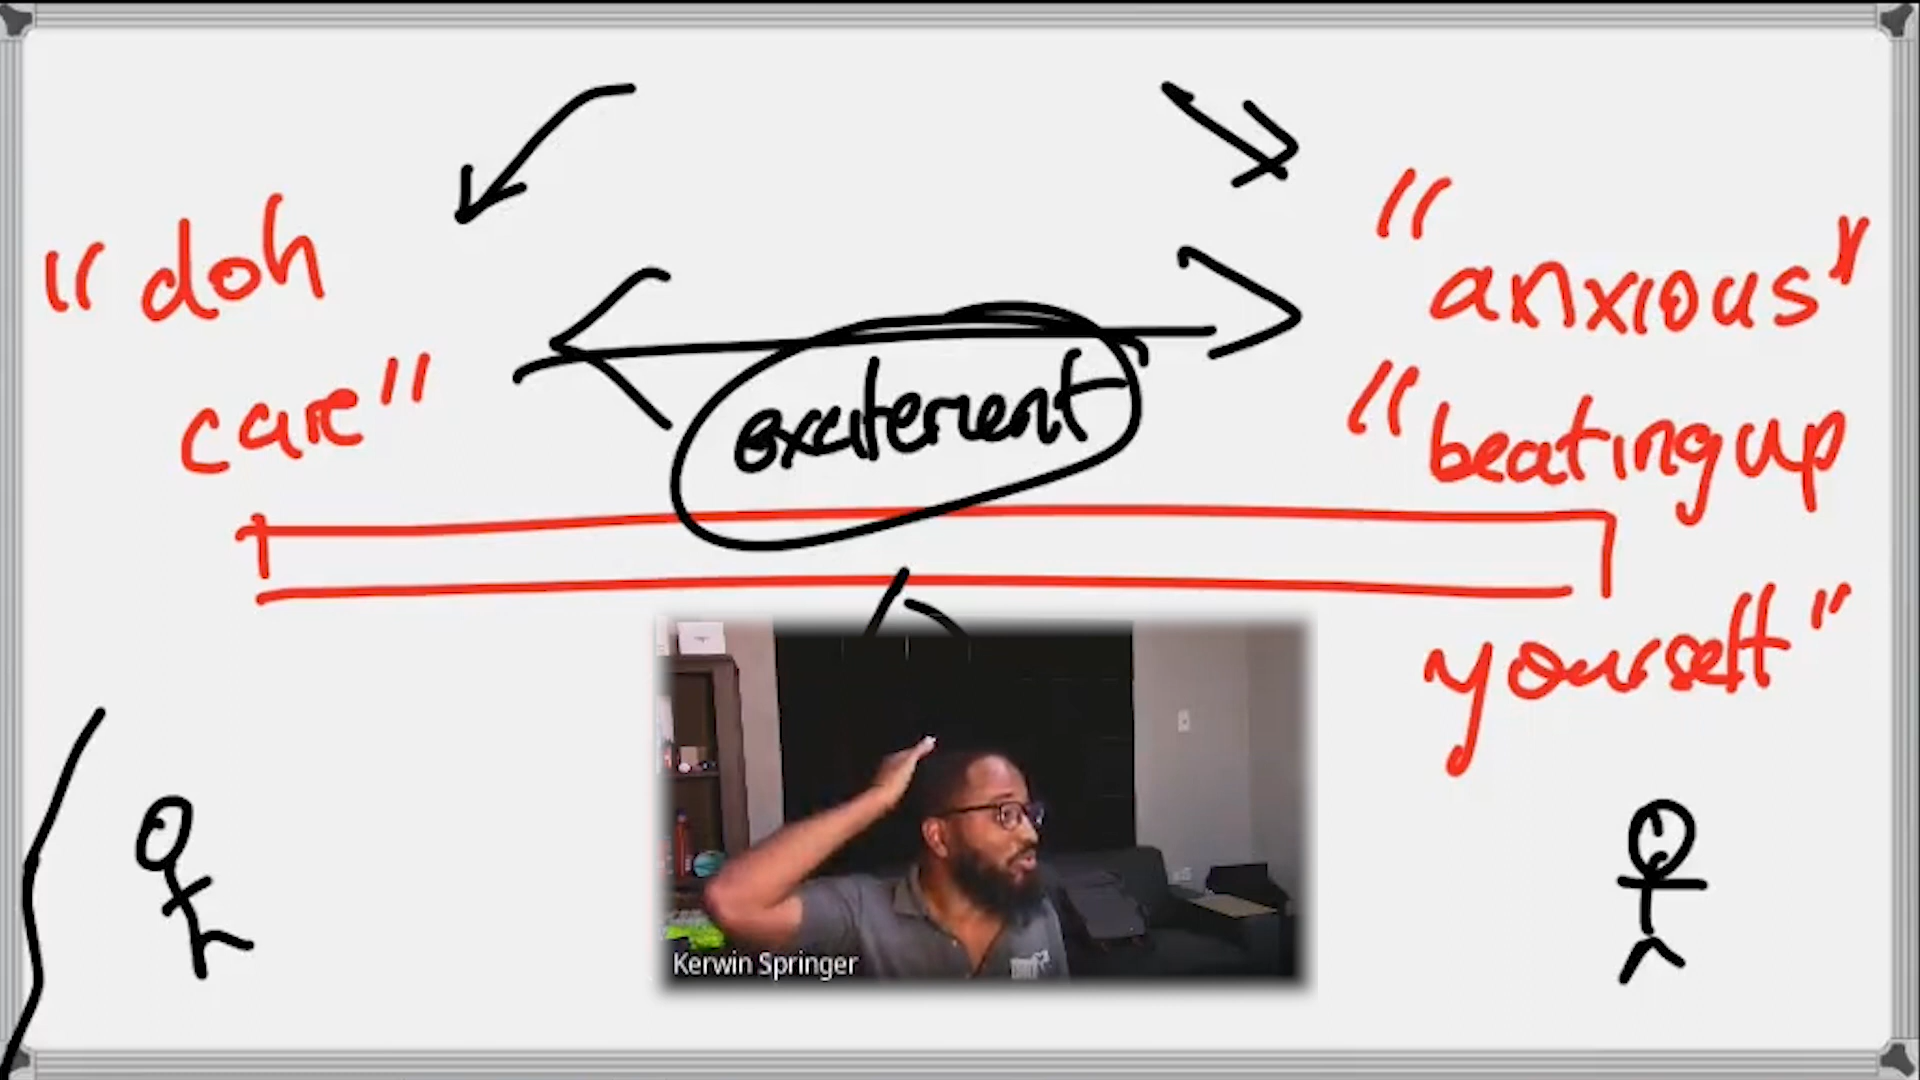 "doh
care"
excitement
"anxious"
"beating up
yourself"
Kerwin Springer